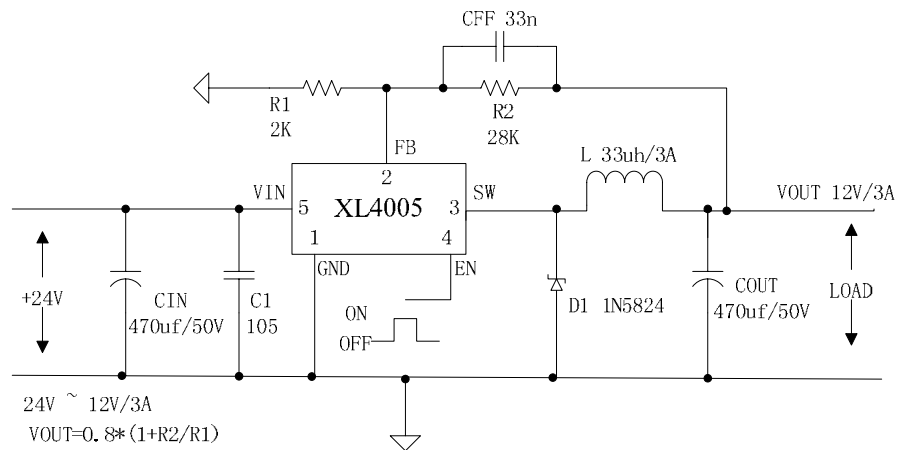 CFF 33n
R1
2K
R2
28K
FB
L 33uh/3A
VIN
2
SW
VOUT 12V/3A
5
XL4005
3
1
4
GND
EN
+24V
CIN
470uf/50V
C1
105
ON
OFF
D1 1N5824
COUT
470uf/50V
LOAD
24V ~ 12V/3A
VOUT=0.8*(1+R2/R1)